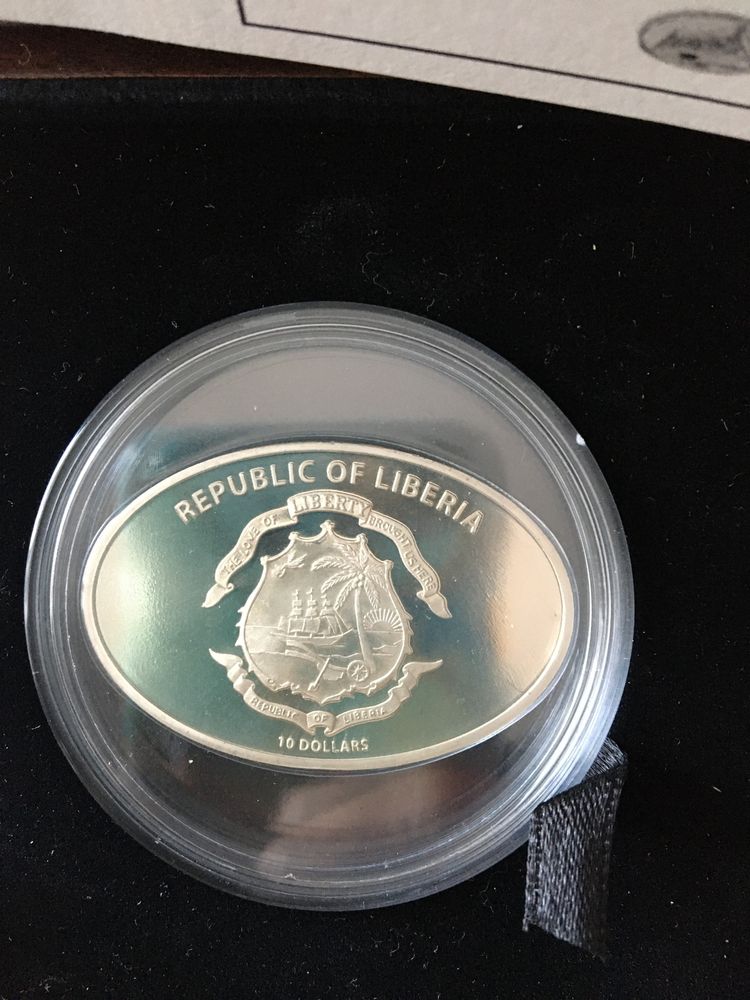 REPUBLIC OF LIBERIA
THE LOVE OF LIBERTY BROUGHT US HERE
REPUBLIC OF LIBERIA
10 DOLLARS